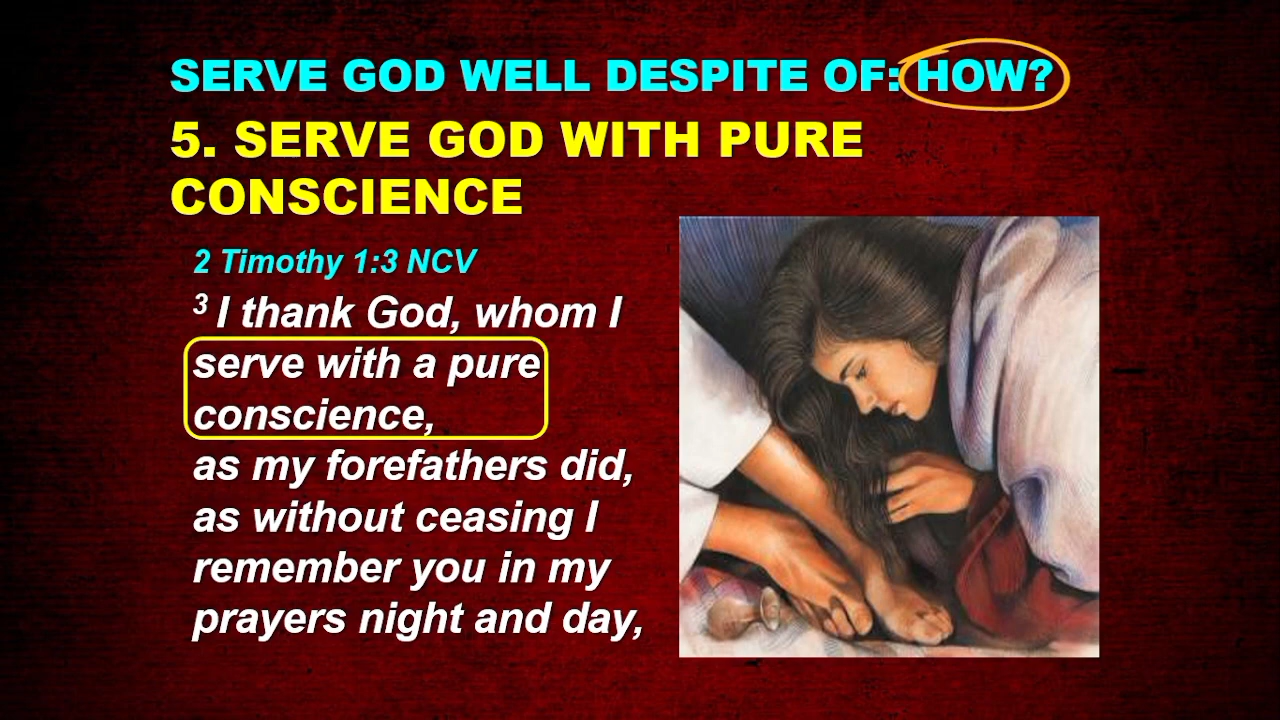 SERVE GOD WELL DESPITE OF: HOW?
5. SERVE GOD WITH PURE
CONSCIENCE
2 Timothy 1:3 NCV
3 I thank God, whom I
serve with a pure
conscience,
as my forefathers did,
as without ceasing I
remember you in my
prayers night and day,